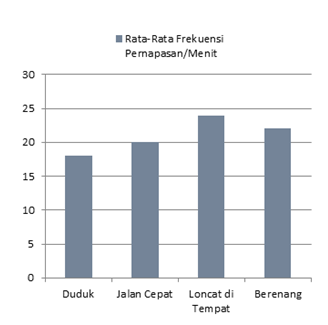 Rata-Rata Frekuensi
Pernapasan/Menit
30
25
20
15
10
5
0
Duduk
Jalan Cepat
Loncat di
Tempat
Berenang